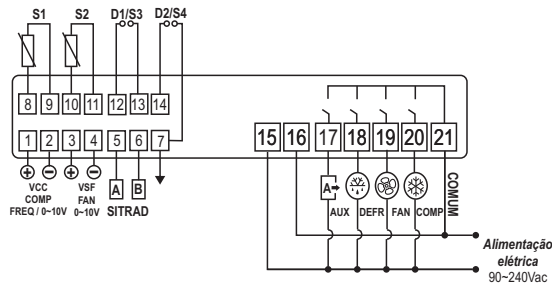 S1 S2 D1/S3 D2/S4
8 9 10 11 12 13 14
1 2 3 4 5 6 7
15 16 17 18 19 20 21
VCC
COMP
FREQ / 0~10V
VSF
FAN
0~10V
A B
SITRAD
A
AUX DEFR FAN COMP
COMUM
Alimentação
elétrica
90~240Vac